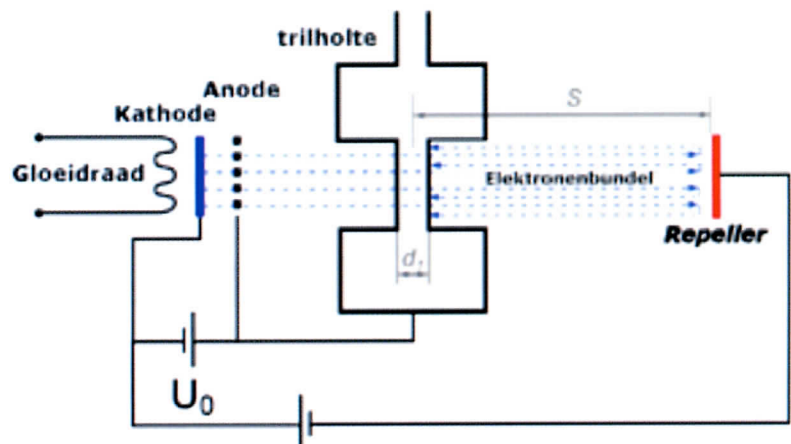 trilholte
Anode
Kathode
S
Gloeidraad
Elektronenbundel
Repeller
d,
U0